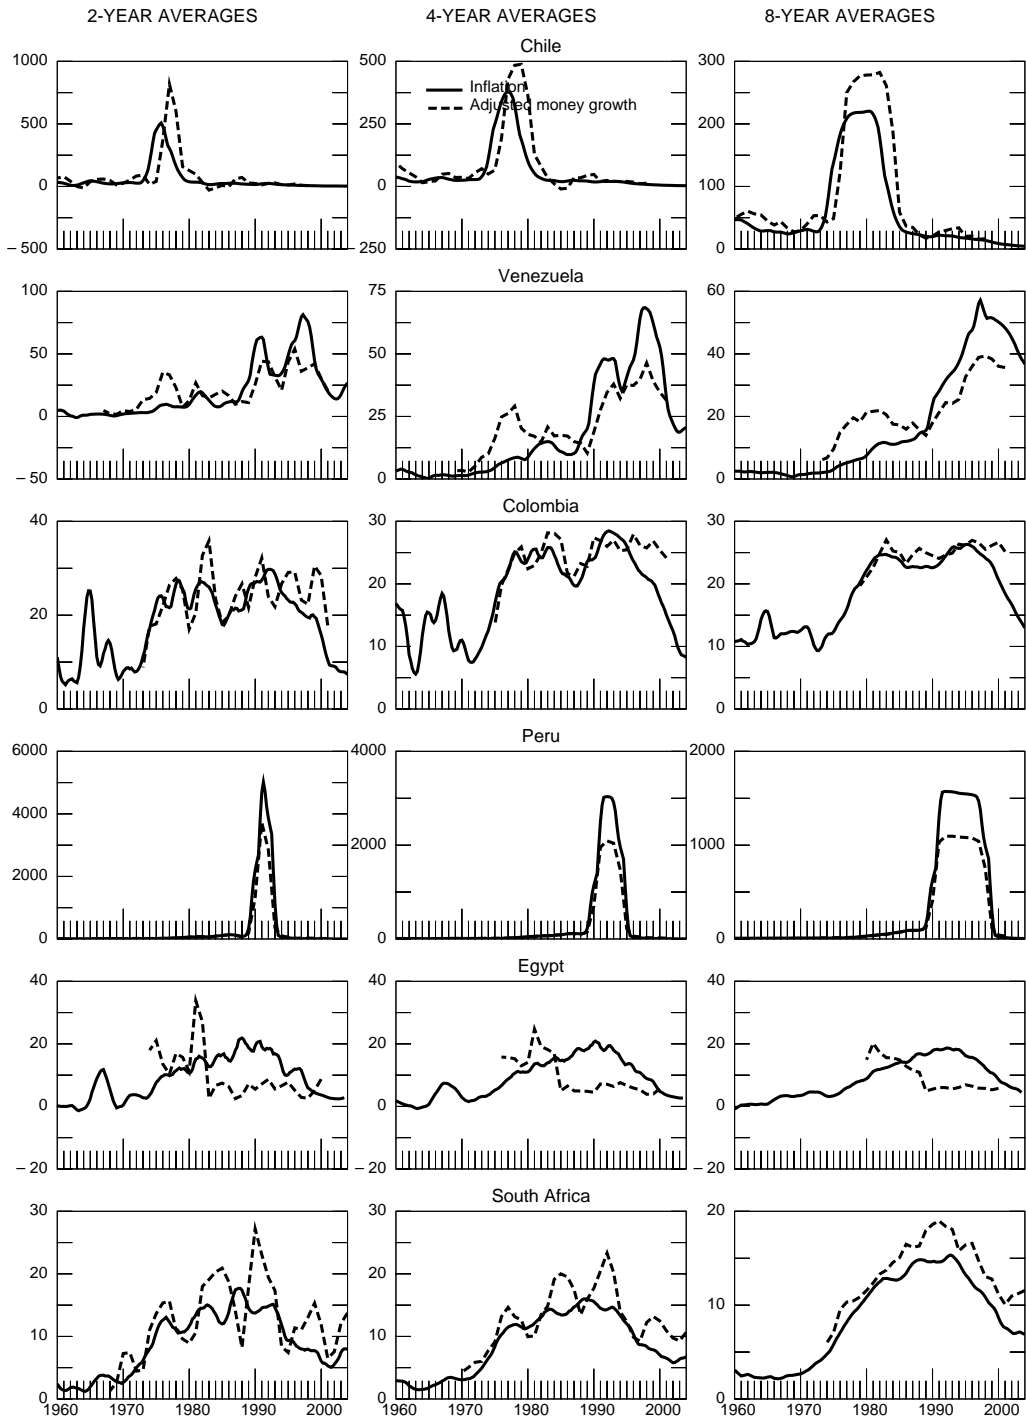 2-YEAR AVERAGES 4-YEAR AVERAGES 8-YEAR AVERAGES
Chile
1000 500 300
Inflation
Adjusted money growth
500 250 200
0 0 100
–500 –250 0
Venezuela
100 75 60
50 50 40
0 25 20
–50 0 0
Colombia
40 30 30
20 20 20
10 10
0 0 0
Peru
6000 4000 2000
4000
2000 1000
2000
0 0 0
Egypt
40 40 40
20 20 20
0 0 0
–20 –20 –20
South Africa
30 30 20
20 20
10
10 10
0 0 0
1960 1970 1980 1990 2000 1960 1970 1980 1990 2000 1960 1970 1980 1990 2000